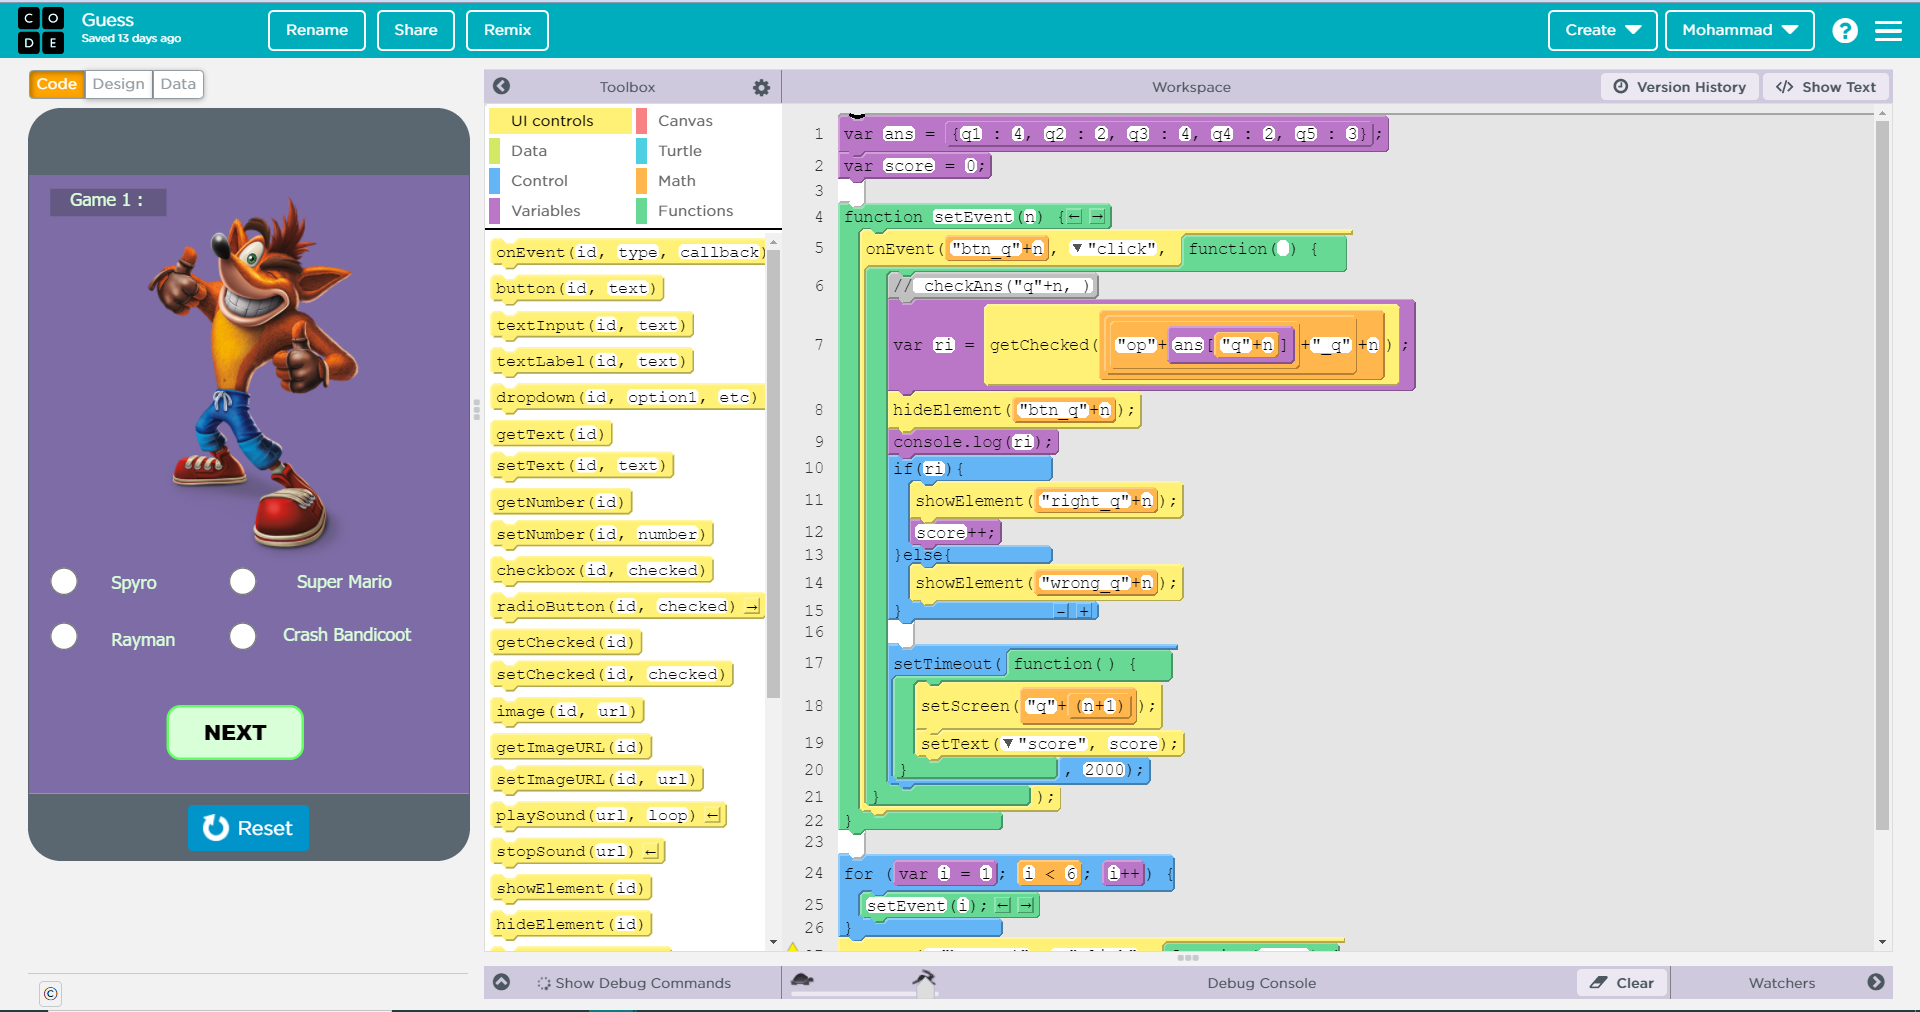 CODE
Guess
Saved 13 days ago
Rename
Share
Remix
Create
Mohammad
?
Code
Design
Data
Game 1 :
Spyro
Super Mario
Rayman
Crash Bandicoot
NEXT
Reset
©
Toolbox
UI controls
Canvas
Data
Turtle
Control
Math
Variables
Functions
onEvent(id, type, callback)
button(id, text)
textInput(id, text)
textLabel(id, text)
dropdown(id, option1, etc)
getText(id)
setText(id, text)
getNumber(id)
setNumber(id, number)
checkbox(id, checked)
radioButton(id, checked) →
getChecked(id)
setChecked(id, checked)
image(id, url)
getImageURL(id)
setImageURL(id, url)
playSound(url, loop) ←
stopSound(url) ←
showElement(id)
hideElement(id)
Workspace
Version History
</> Show Text
1 var ans = {q1 : 4, q2 : 2, q3 : 4, q4 : 2, q5 : 3};
2 var score = 0;
3
4 function setEvent(n) { ← →
5 onEvent("btn_q"+n, ▼"click", function( ) {
6 // checkAns("q"+n, )
7 var ri = getChecked("op"+ans["q"+n]+"_q"+n);
8 hideElement("btn_q"+n);
9 console.log(ri);
10 if(ri){
11 showElement("right_q"+n);
12 score++;
13 }else{
14 showElement("wrong_q"+n);
15 } − +
16
17 setTimeout(function() {
18 setScreen("q"+(n+1));
19 setText(▼"score", score);
20 }, 2000);
21 });
22 }
23
24 for (var i = 1; i < 6; i++) {
25 setEvent(i); ← →
26 }
Show Debug Commands
Debug Console
Clear
Watchers